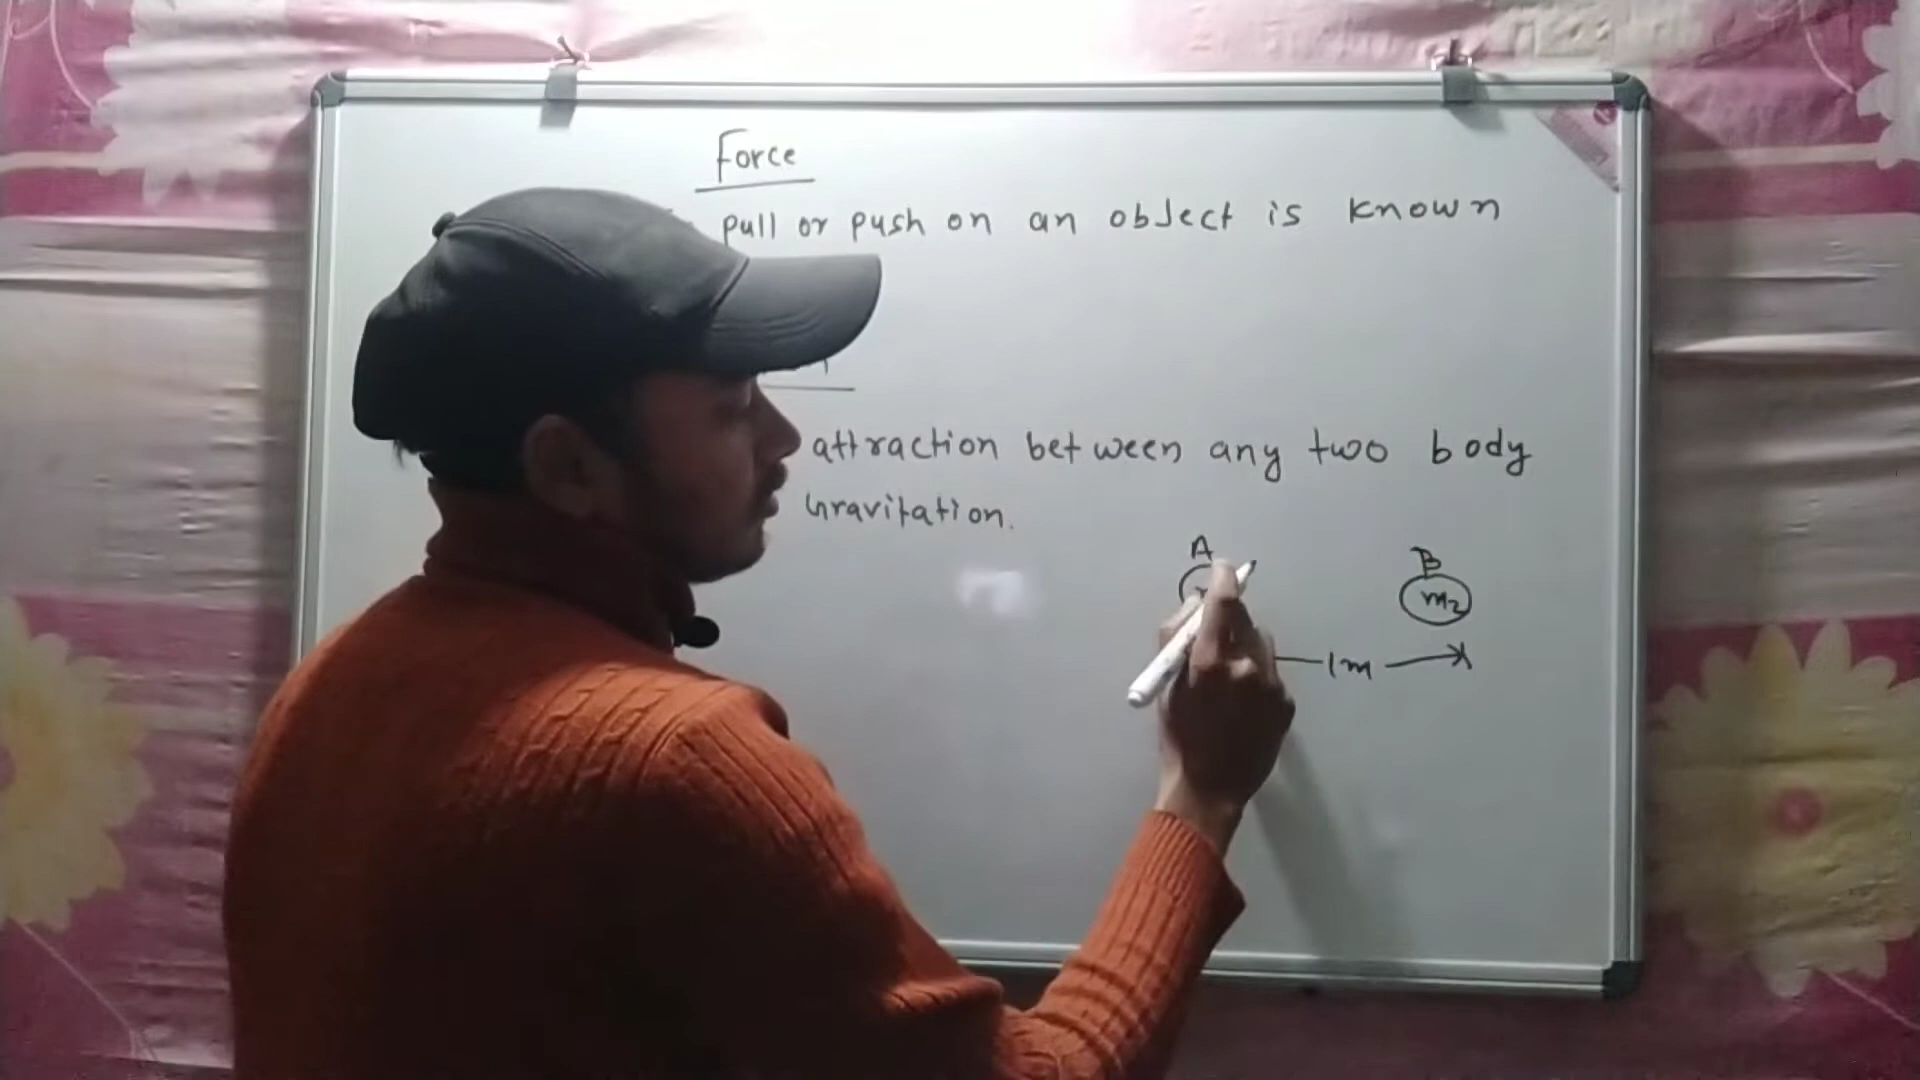 Force
pull or push on an object is known
attraction between any two body
Gravitation.
A
B
m2
1m